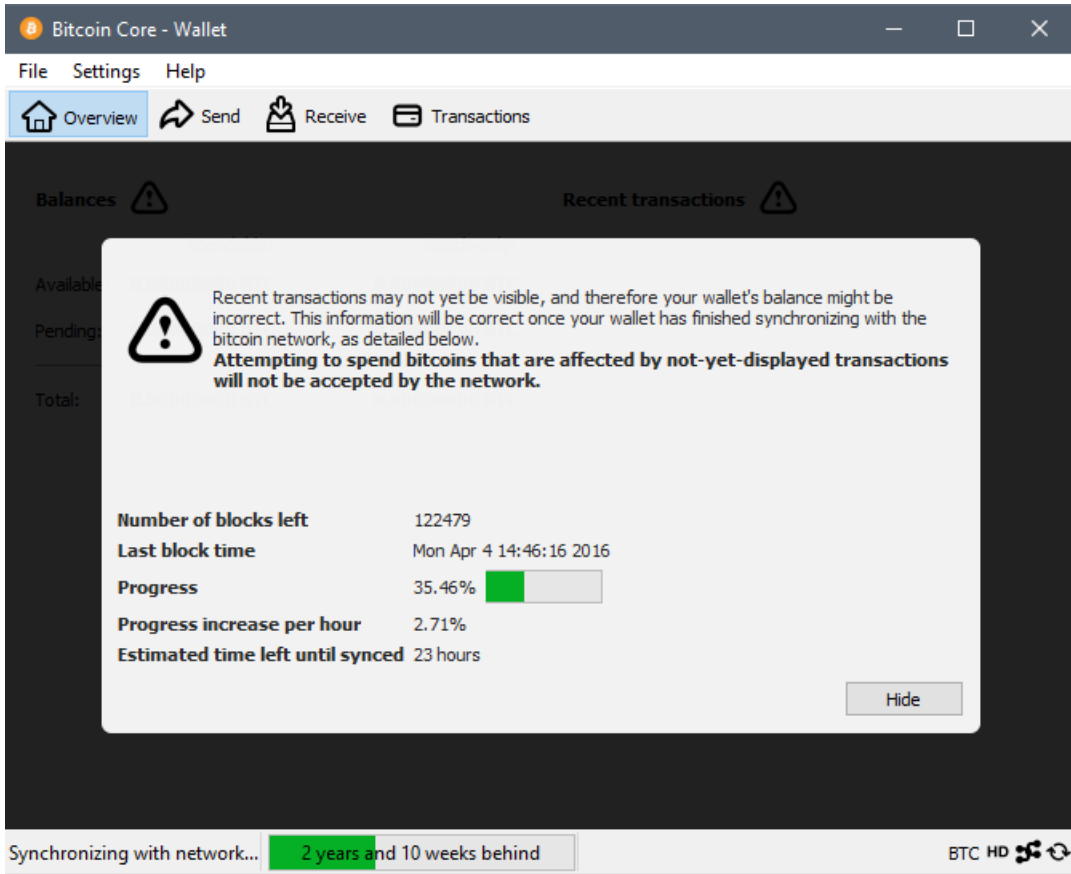 Bitcoin Core - Wallet
File Settings Help
Overview Send Receive Transactions
Balances Recent transactions
Available
Pending:
Total:
Recent transactions may not yet be visible, and therefore your wallet's balance might be
incorrect. This information will be correct once your wallet has finished synchronizing with the
bitcoin network, as detailed below.
Attempting to spend bitcoins that are affected by not-yet-displayed transactions
will not be accepted by the network.
Number of blocks left 122479
Last block time Mon Apr 4 14:46:16 2016
Progress 35.46%
Progress increase per hour 2.71%
Estimated time left until synced 23 hours
Hide
Synchronizing with network... 2 years and 10 weeks behind BTC HD